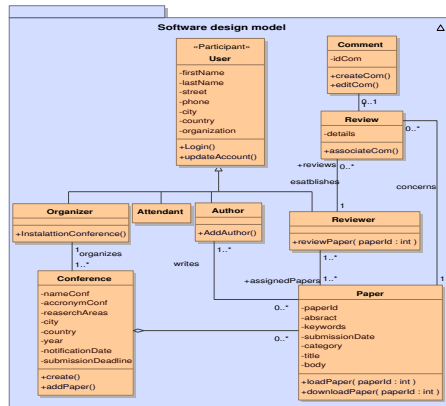 Software design model
«Participant»
User
-firstName
-lastName
-street
-phone
-city
-country
-organization
+Login()
+updateAccount()
Comment
-idCom
+createCom()
+editCom()
0..1
Review
-details
+associateCom()
0..*
+reviews
0..*
esatblishes
concerns
1
Organizer
+InstalattionConference()
Attendant
Author
+AddAuthor()
Reviewer
+reviewPaper( paperId : int )
1
organizes
1..*
1..*
writes
1..*
1..*
+assignedPapers
1
0..*
0..*
Conference
-nameConf
-accronymConf
-reaserchAreas
-city
-country
-year
-notificationDate
-submissionDeadline
+create()
+addPaper()
Paper
-paperId
-absract
-keywords
-submissionDate
-category
-title
-body
+loadPaper( paperId : int )
+downloadPaper( paperId : int )